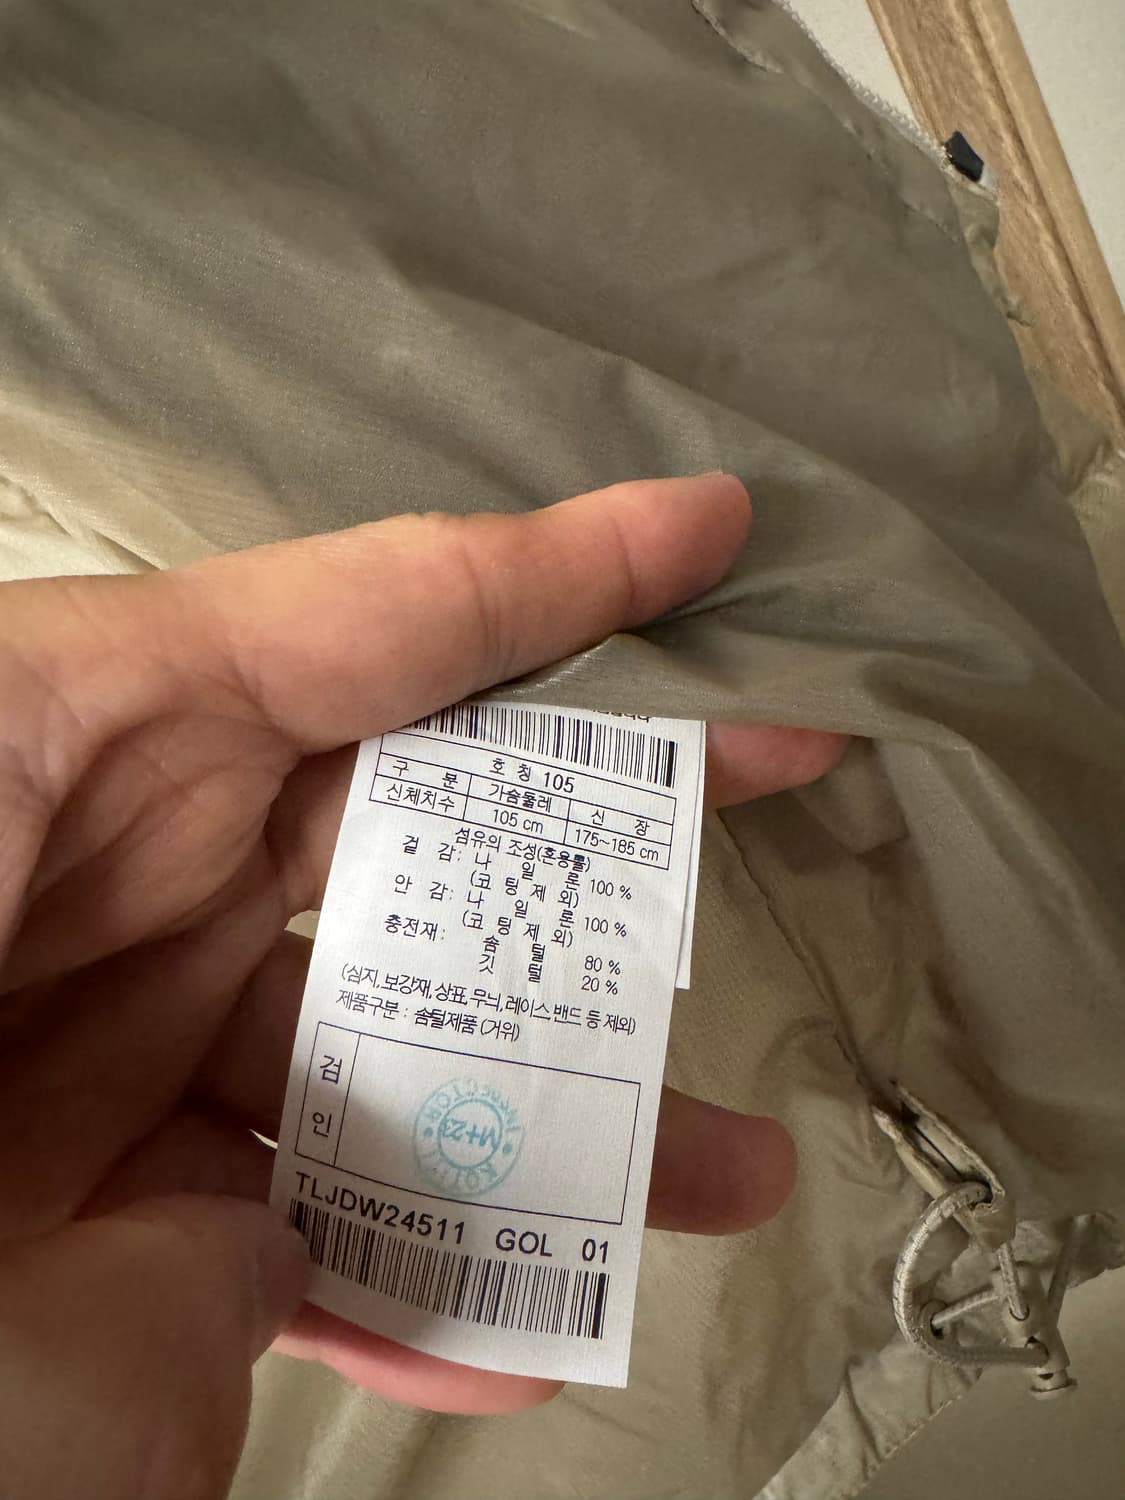 호 칭 105
구 분 가슴둘레 신 장
신체치수 105 cm 175~185 cm
섬유의 조성(혼용률)
겉 감: 나 일 론 100 %
(코 팅 제 외)
안 감: 나 일 론 100 %
(코 팅 제 외)
충전재: 솜 털 80 %
깃 털 20 %
(심지,보강재,상표,무늬,레이스,밴드 등 제외)
제품구분 : 솜털제품 (거위)
검
인
INSPECTOR
M+23
KOTITI
TLJDW24511 GOL 01